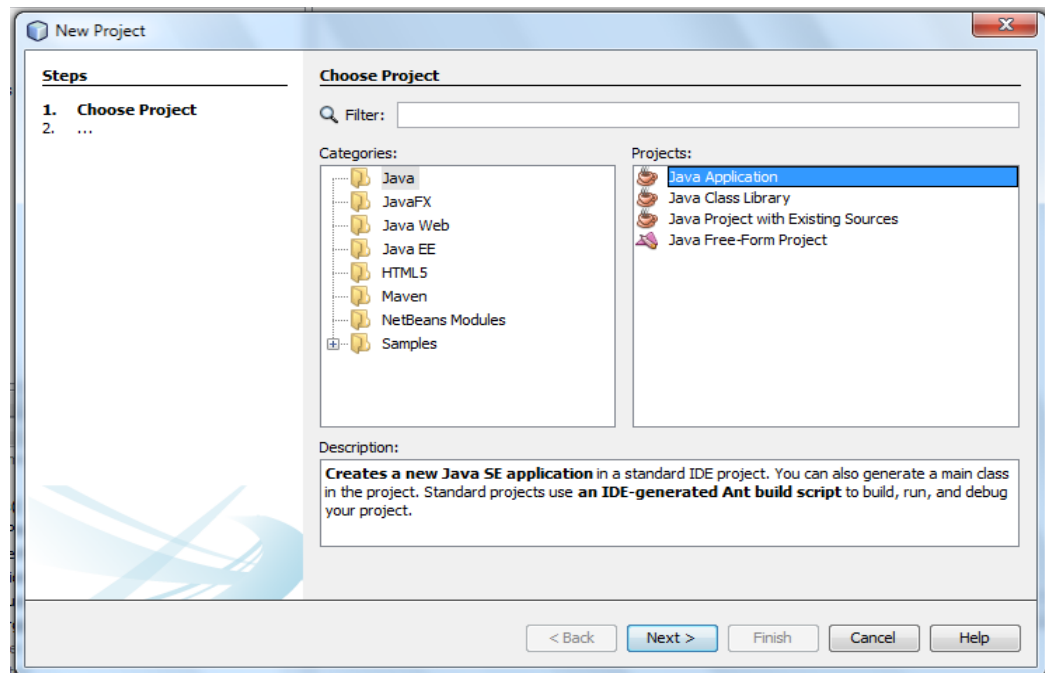 New Project
Steps
1. Choose Project
2. ...
Choose Project
Filter:
Categories:
Java
JavaFX
Java Web
Java EE
HTML5
Maven
NetBeans Modules
Samples
Projects:
Java Application
Java Class Library
Java Project with Existing Sources
Java Free-Form Project
Description:
Creates a new Java SE application in a standard IDE project. You can also generate a main class
in the project. Standard projects use an IDE-generated Ant build script to build, run, and debug
your project.
< Back
Next >
Finish
Cancel
Help